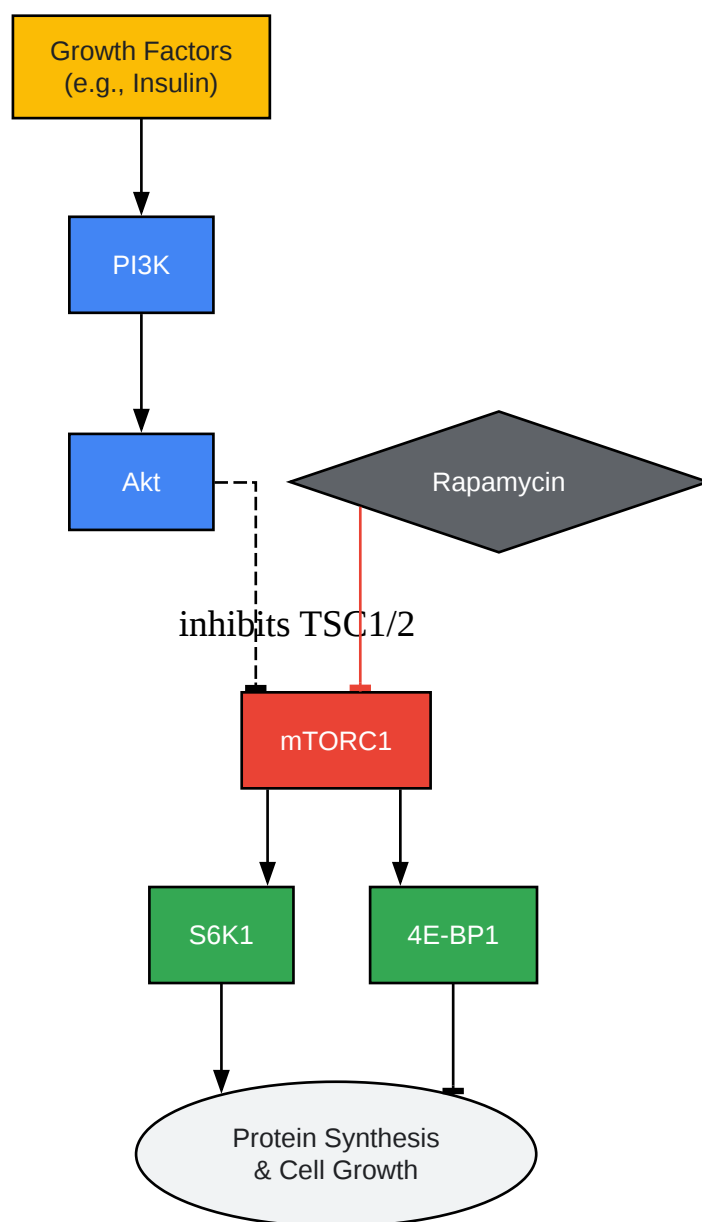 Growth Factors
(e.g., Insulin)
PI3K
Akt
Rapamycin
inhibits TSC1/2
mTORC1
S6K1
4E-BP1
Protein Synthesis
& Cell Growth